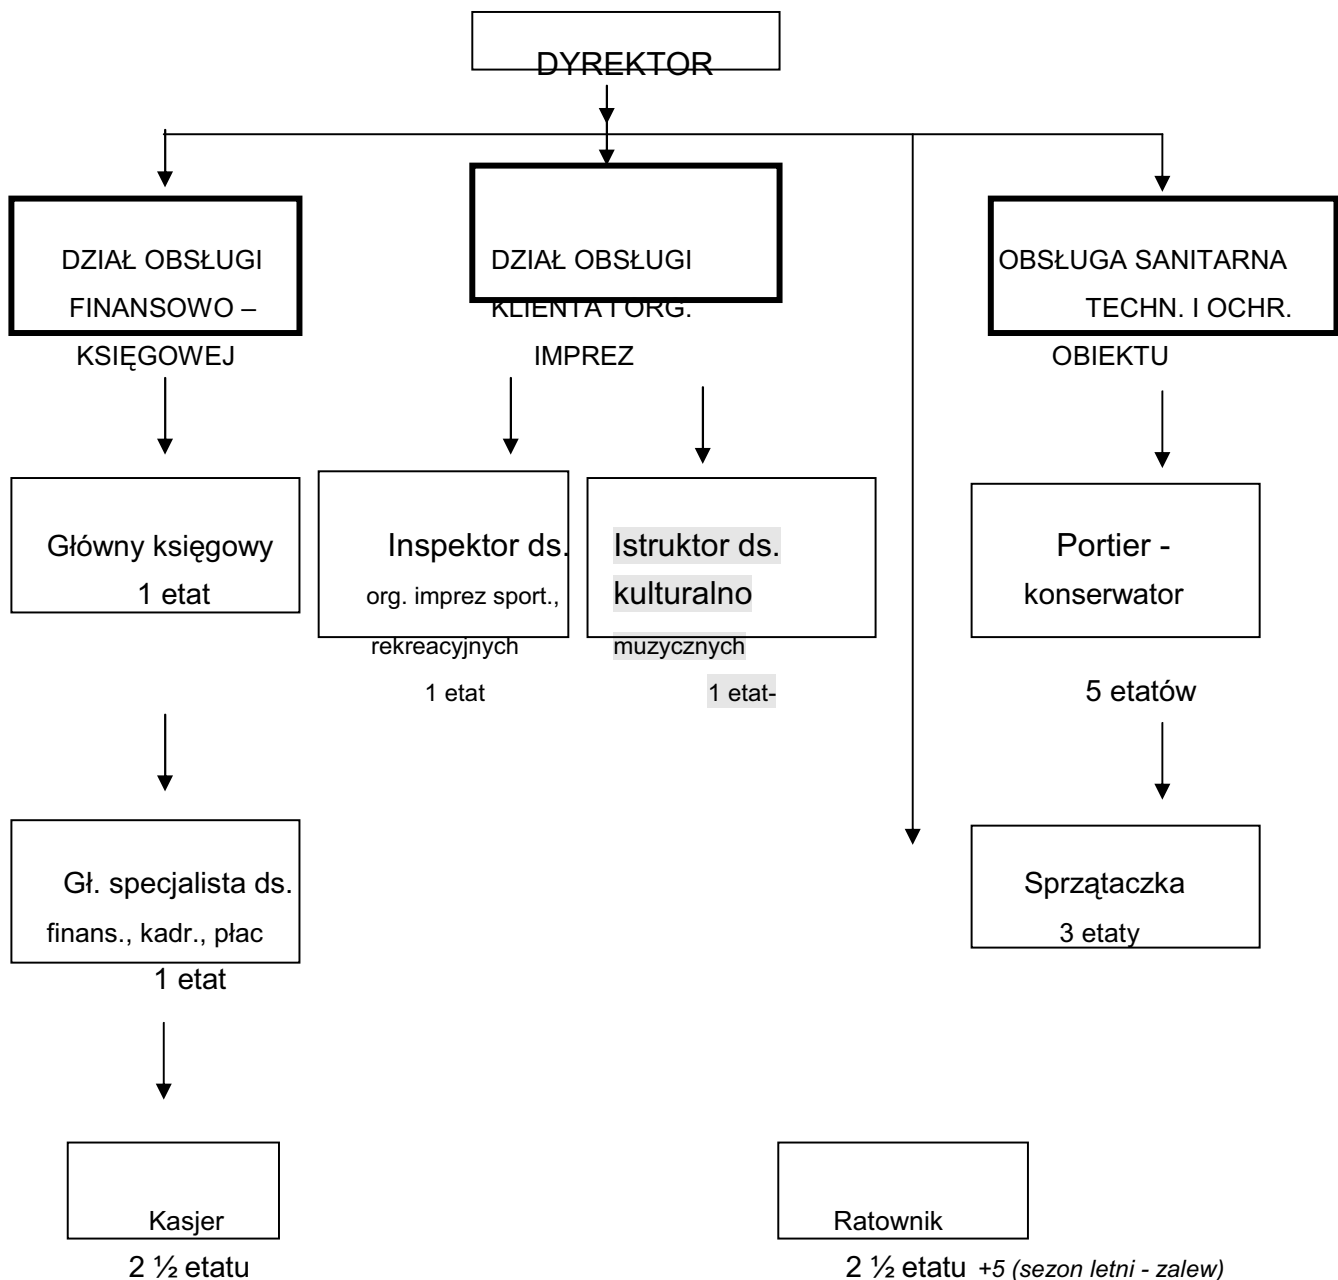 DYREKTOR
DZIAŁ OBSŁUGI
FINANSOWO –
KSIĘGOWEJ
DZIAŁ OBSŁUGI
KLIENTA I ORG.
IMPREZ
OBSŁUGA SANITARNA
TECHN. I OCHR.
OBIEKTU
Główny księgowy
1 etat
Inspektor ds.
org. imprez sport.,
rekreacyjnych
1 etat
Istruktor ds.
kulturalno
muzycznych
1 etat-
Portier -
konserwator
5 etatów
Gł. specjalista ds.
finans., kadr., płac
1 etat
Sprzątaczka
3 etaty
Kasjer
2 ½ etatu
Ratownik
2 ½ etatu +5 (sezon letni - zalew)